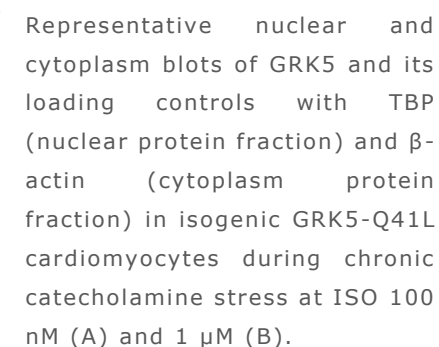 Representative nuclear and
cytoplasm blots of GRK5 and its
loading controls with TBP
(nuclear protein fraction) and β-
actin (cytoplasm protein
fraction) in isogenic GRK5-Q41L
cardiomyocytes during chronic
catecholamine stress at ISO 100
nM (A) and 1 μM (B).